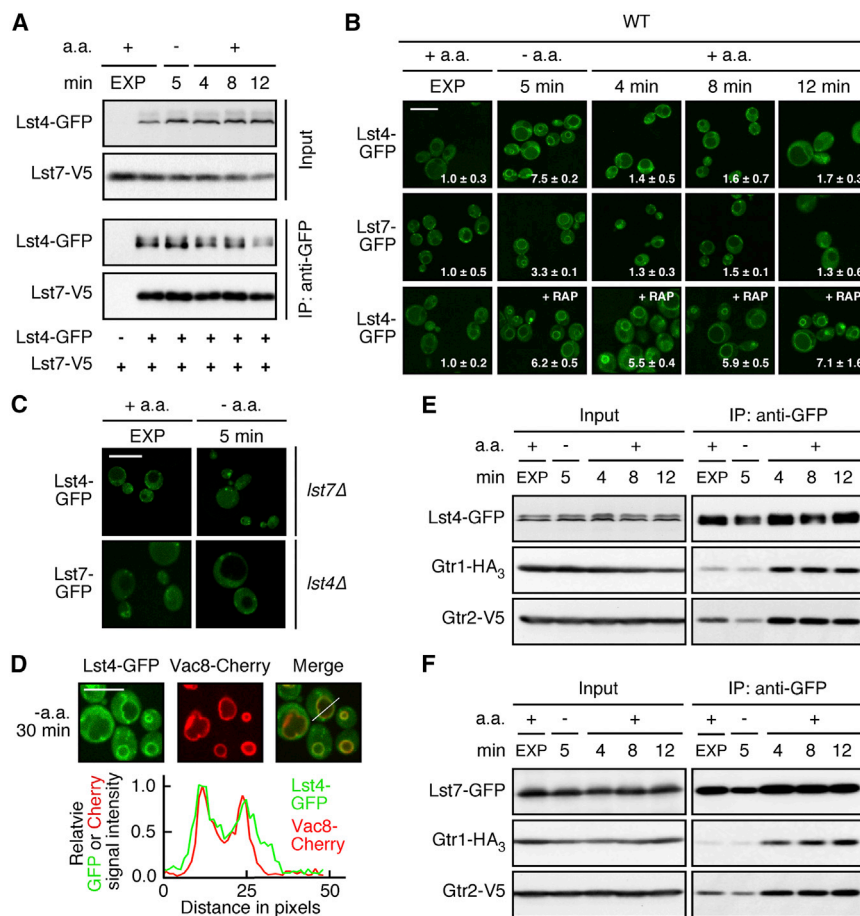 A
a.a. + - +
min EXP 5 4 8 12
Lst4-GFP
Lst7-V5
Input
Lst4-GFP
Lst7-V5
IP: anti-GFP
Lst4-GFP - + + + + +
Lst7-V5 + + + + + +
B
WT
+ a.a. - a.a. + a.a.
EXP 5 min 4 min 8 min 12 min
Lst4-
GFP
1.0 ± 0.3 7.5 ± 0.2 1.4 ± 0.5 1.6 ± 0.7 1.7 ± 0.3
Lst7-
GFP
1.0 ± 0.5 3.3 ± 0.1 1.3 ± 0.3 1.5 ± 0.1 1.3 ± 0.6
+ RAP + RAP + RAP + RAP
Lst4-
GFP
1.0 ± 0.2 6.2 ± 0.5 5.5 ± 0.4 5.9 ± 0.5 7.1 ± 1.6
C
+ a.a. - a.a.
EXP 5 min
Lst4-
GFP
lst7Δ
Lst7-
GFP
lst4Δ
D
Lst4-GFP Vac8-Cherry Merge
-a.a.
30 min
Relatvie
GFP or Cherry
signal intensity
1.0
0.5
0.0
Lst4-
GFP
Vac8-
Cherry
0 25 50
Distance in pixels
E
Input IP: anti-GFP
a.a. + - + + - +
min EXP 5 4 8 12 EXP 5 4 8 12
Lst4-GFP
Gtr1-HA3
Gtr2-V5
F
Input IP: anti-GFP
a.a. + - + + - +
min EXP 5 4 8 12 EXP 5 4 8 12
Lst7-GFP
Gtr1-HA3
Gtr2-V5